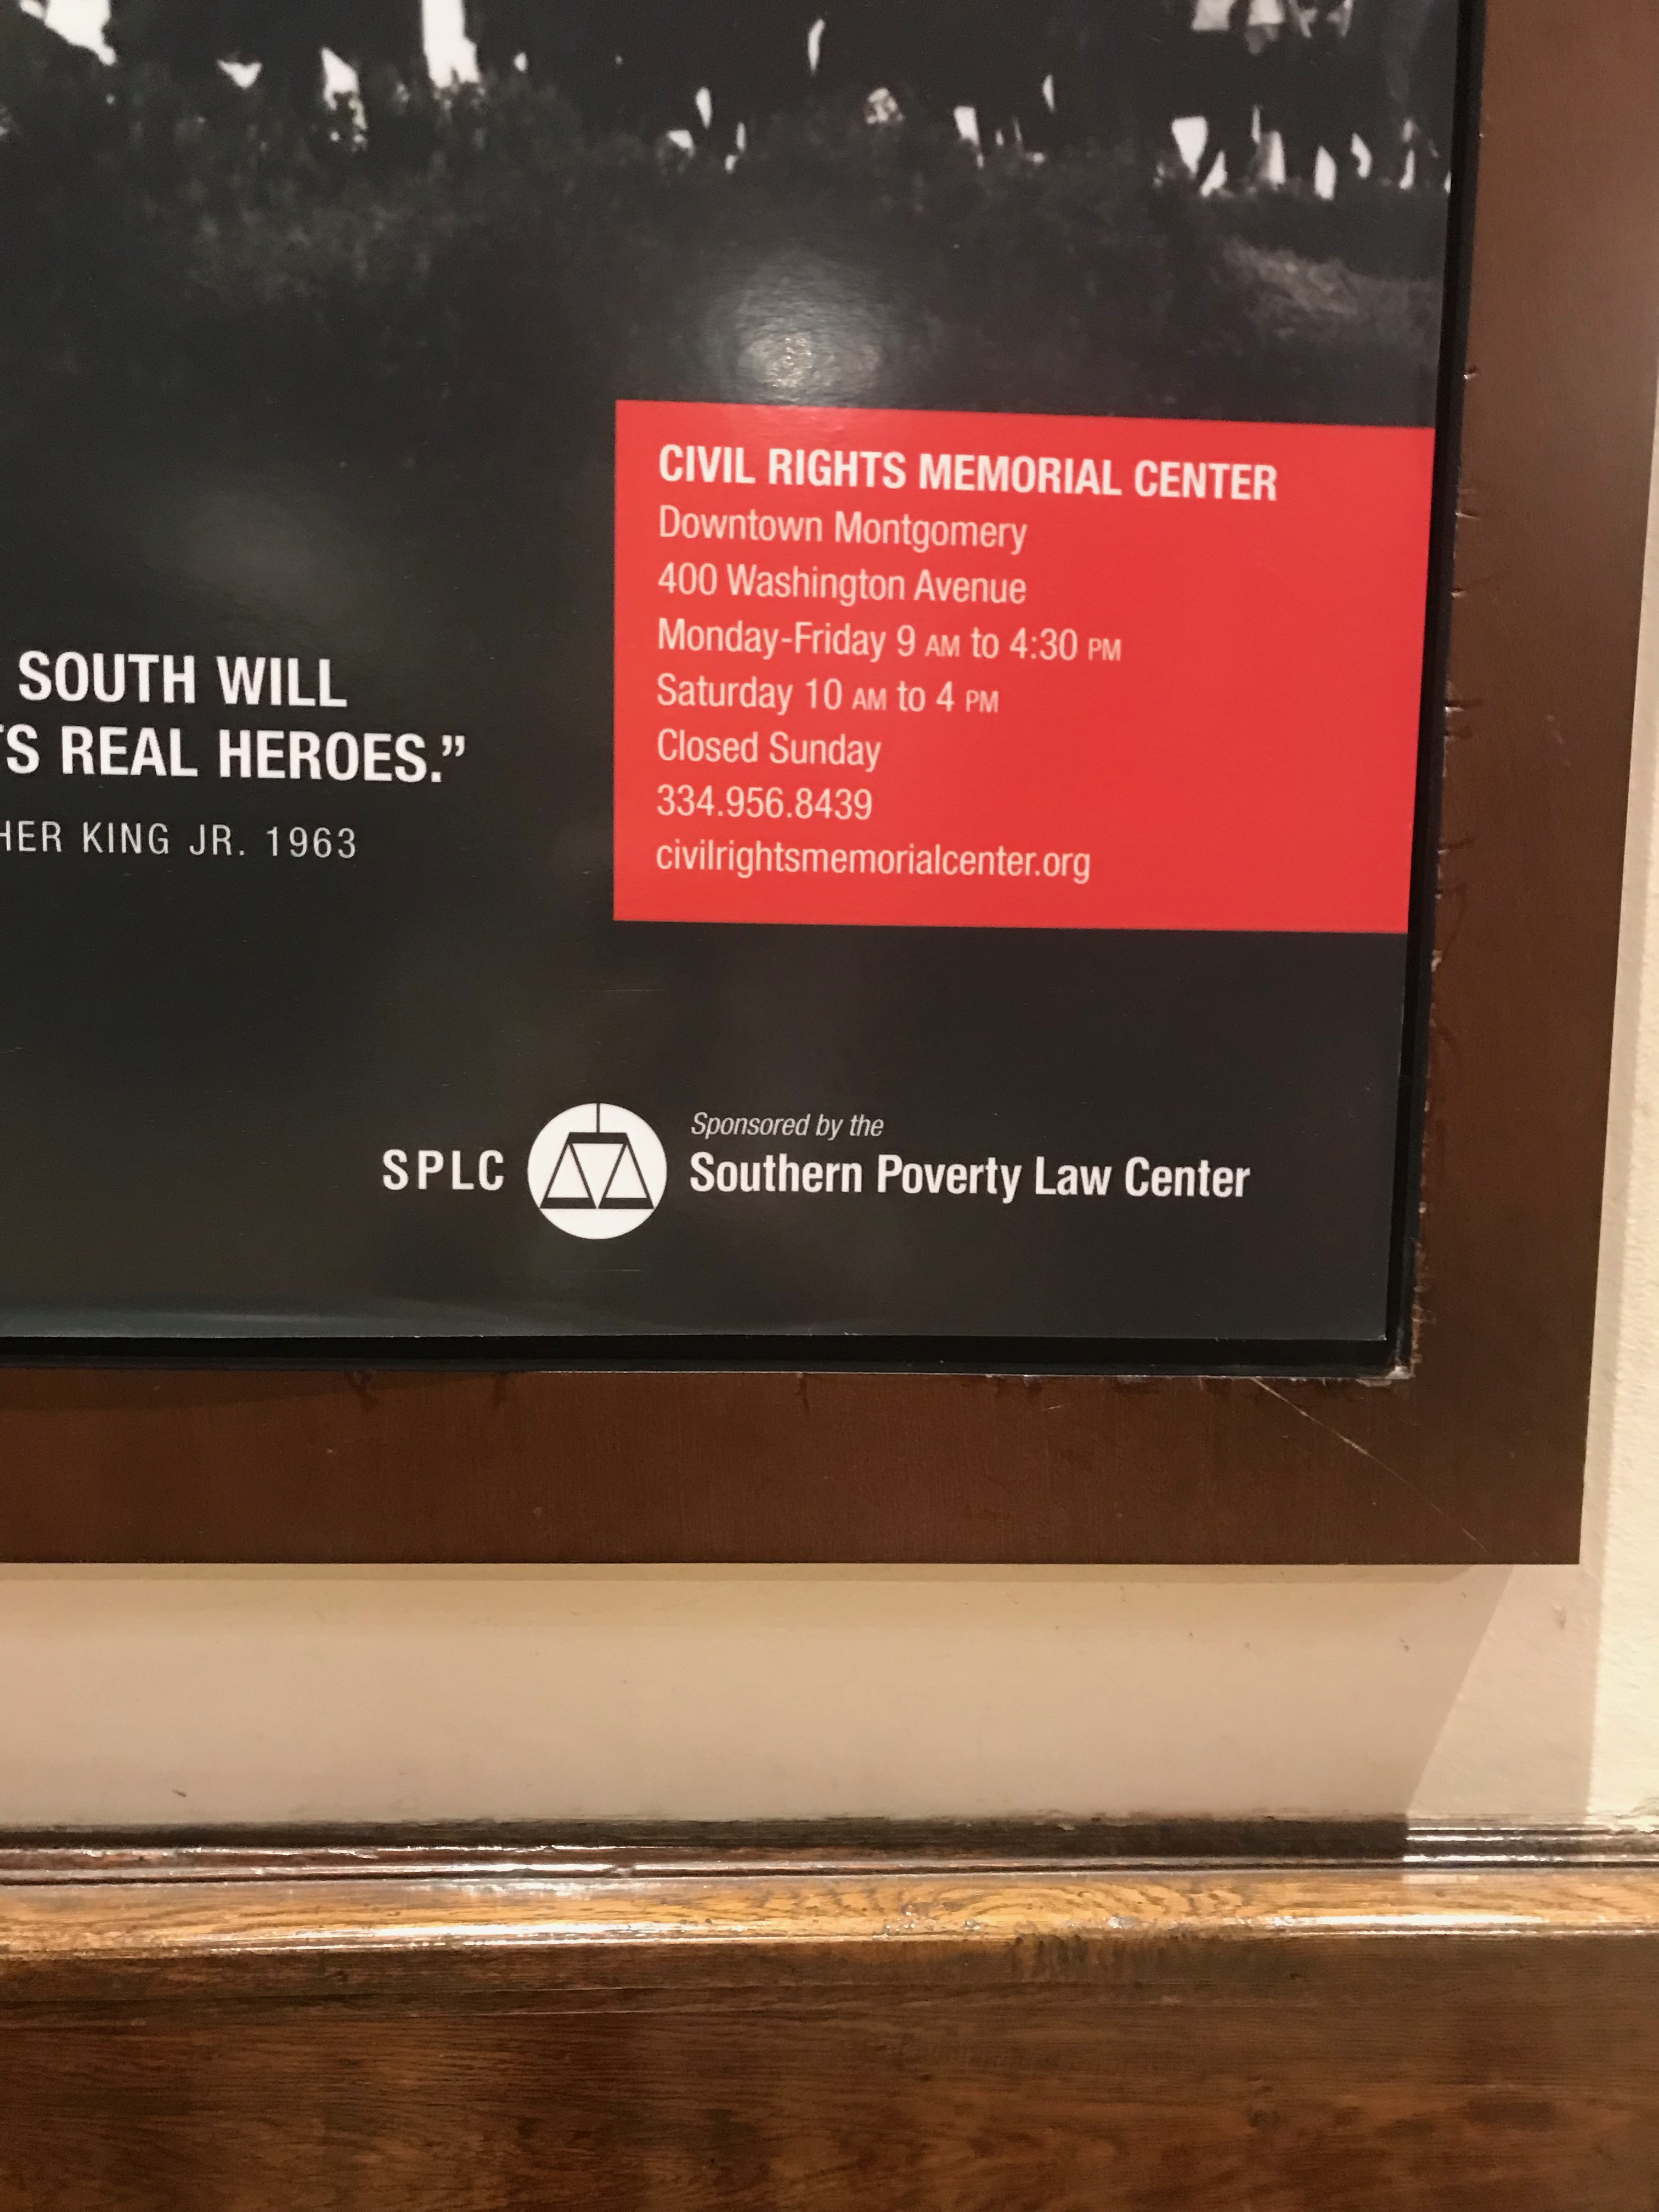 SOUTH WILL
REAL HEROES.”
KING JR. 1963
CIVIL RIGHTS MEMORIAL CENTER
Downtown Montgomery
400 Washington Avenue
Monday-Friday 9 AM to 4:30 PM
Saturday 10 AM to 4 PM
Closed Sunday
334.956.8439
civilrightsmemorialcenter.org
SPLC
Sponsored by the
Southern Poverty Law Center